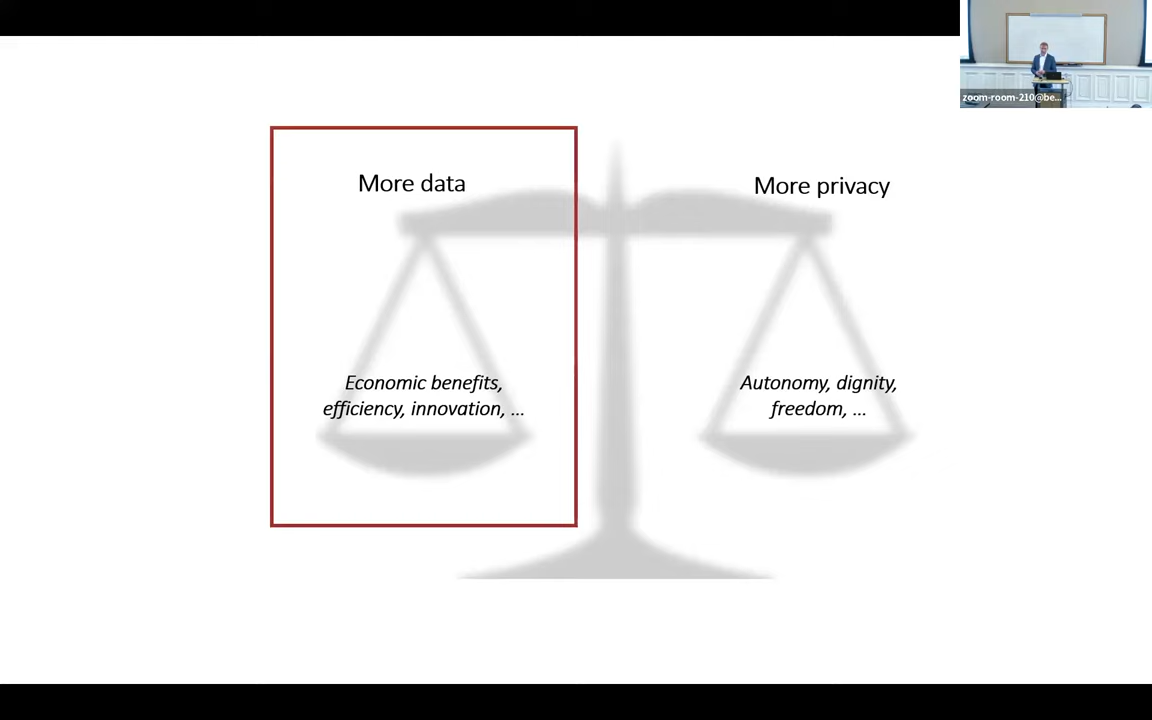 zoom-room-210@be...
More data
More privacy
Economic benefits,
efficiency, innovation, ...
Autonomy, dignity,
freedom, ...